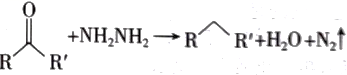 O
R R' +NH2NH2 → R R' +H2O +N2↑